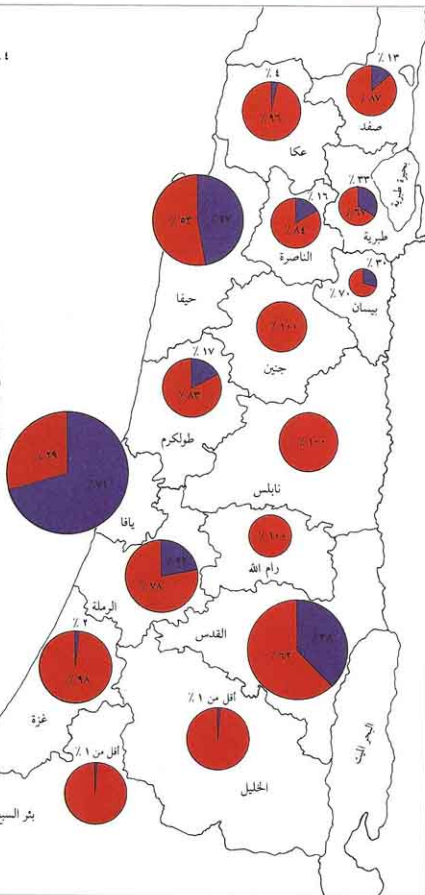 ٤
٪ ١٣
٪ ٨٧
صفد
٪ ٤
٪ ٩٦
عكا
بحيرة طبرية
٪ ٣٣
٪ ٦٧
طبرية
٪ ١٦
٪ ٨٤
الناصرة
٪ ٤٧
٪ ٥٣
حيفا
٪ ٣٠
٪ ٧٠
بيسان
٪ ١٠٠
جنين
٪ ١٧
٪ ٨٣
طولكرم
٪ ١٠٠
نابلس
٪ ٧١
٪ ٢٩
يافا
٪ ١٠٠
رام الله
٪ ٢٢
٪ ٧٨
الرملة
٪ ٣٨
٪ ٦٢
القدس
٪ ٢
٪ ٩٨
غزة
أقل من ١ ٪
الخليل
البحر الميت
أقل من ١ ٪
بئر السبع